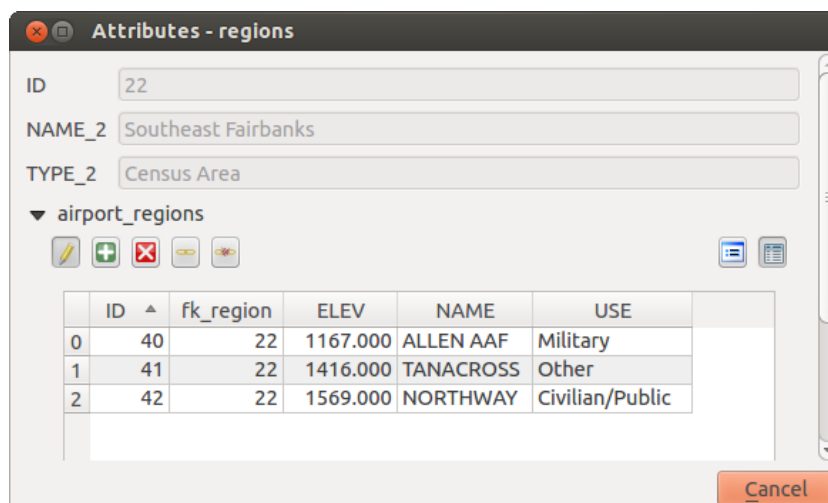 Attributes - regions
ID 22
NAME_2 Southeast Fairbanks
TYPE_2 Census Area
airport_regions
ID fk_region ELEV NAME USE
0 40 22 1167.000 ALLEN AAF Military
1 41 22 1416.000 TANACROSS Other
2 42 22 1569.000 NORTHWAY Civilian/Public
Cancel